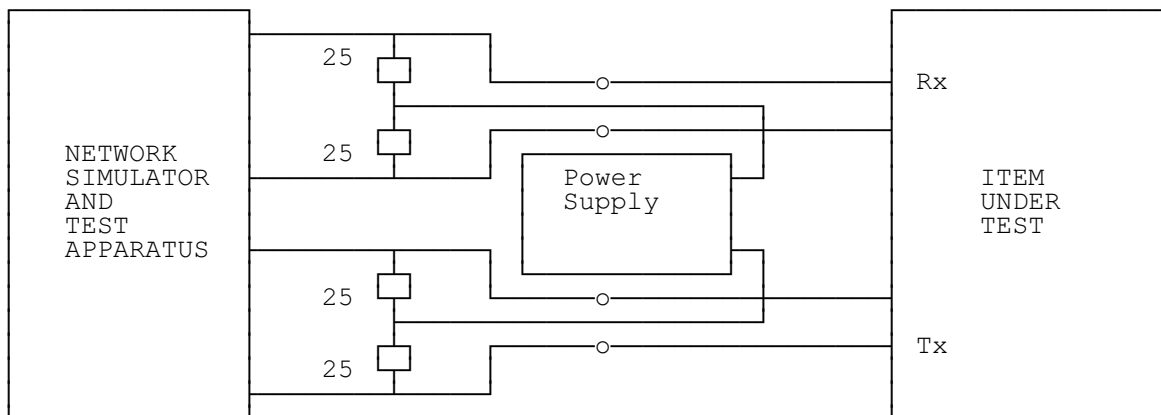 25
Rx
25
NETWORK
SIMULATOR
AND
TEST
APPARATUS
Power
Supply
ITEM
UNDER
TEST
25
Tx
25